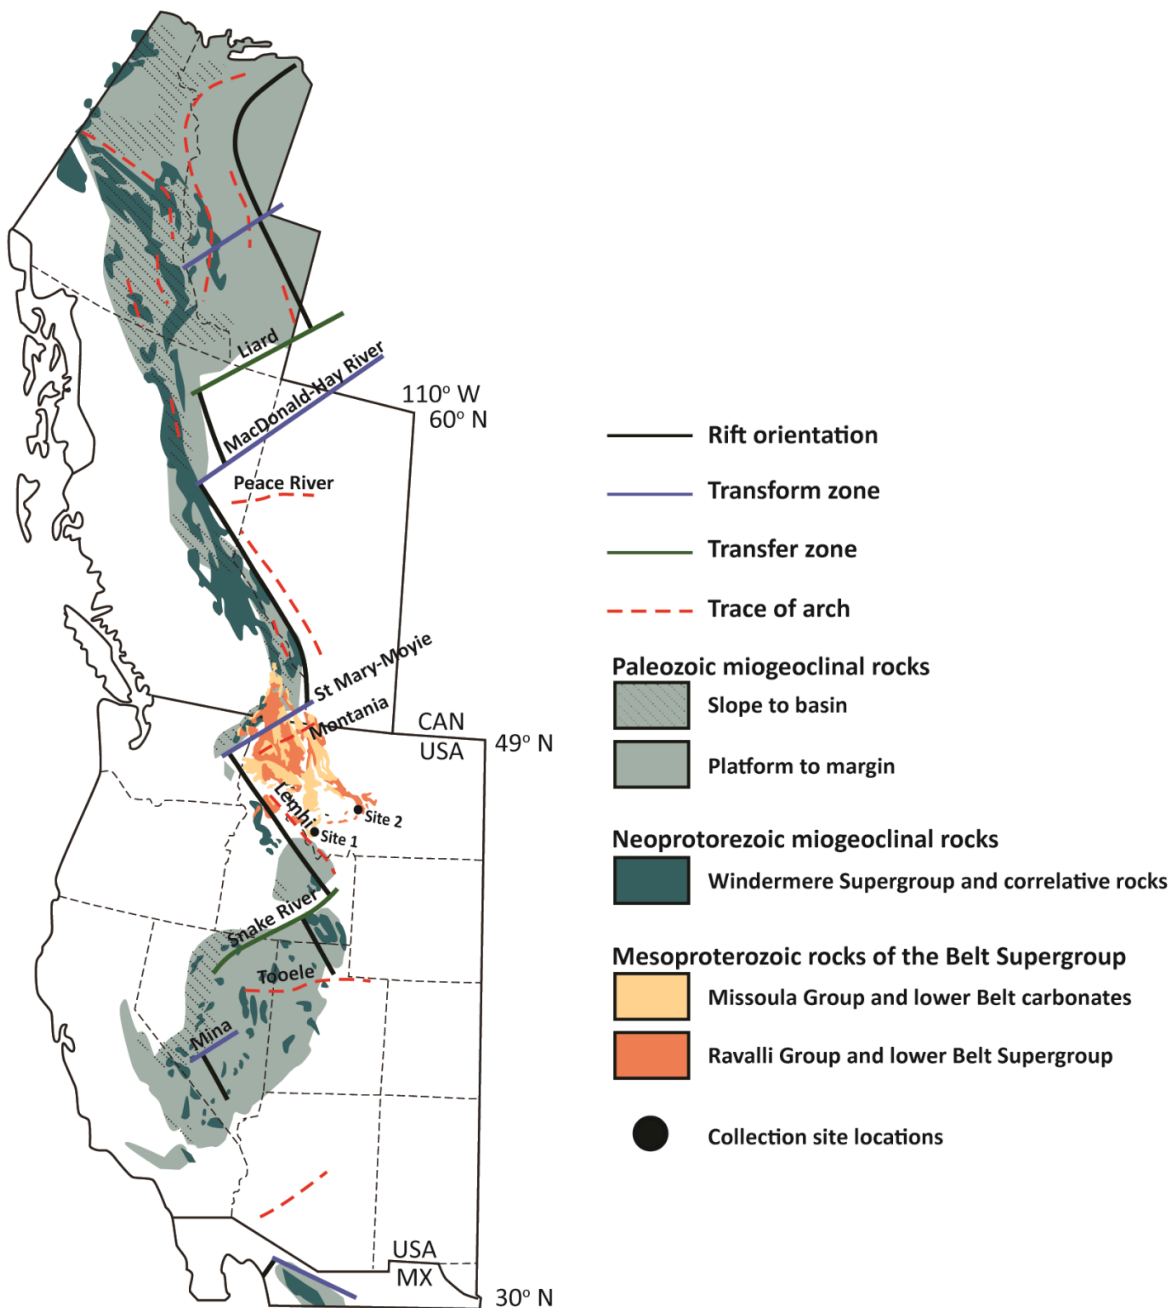 Liard
MacDonald-Hay River
110° W
60° N
Peace River
St Mary-Moyie
Montania
CAN
USA
49° N
Lemhi
Site 2
Site 1
Snake River
Tooele
Mina
USA
MX
30° N
Rift orientation
Transform zone
Transfer zone
Trace of arch
Paleozoic miogeoclinal rocks
Slope to basin
Platform to margin
Neoprotorezoic miogeoclinal rocks
Windermere Supergroup and correlative rocks
Mesoproterozoic rocks of the Belt Supergroup
Missoula Group and lower Belt carbonates
Ravalli Group and lower Belt Supergroup
Collection site locations